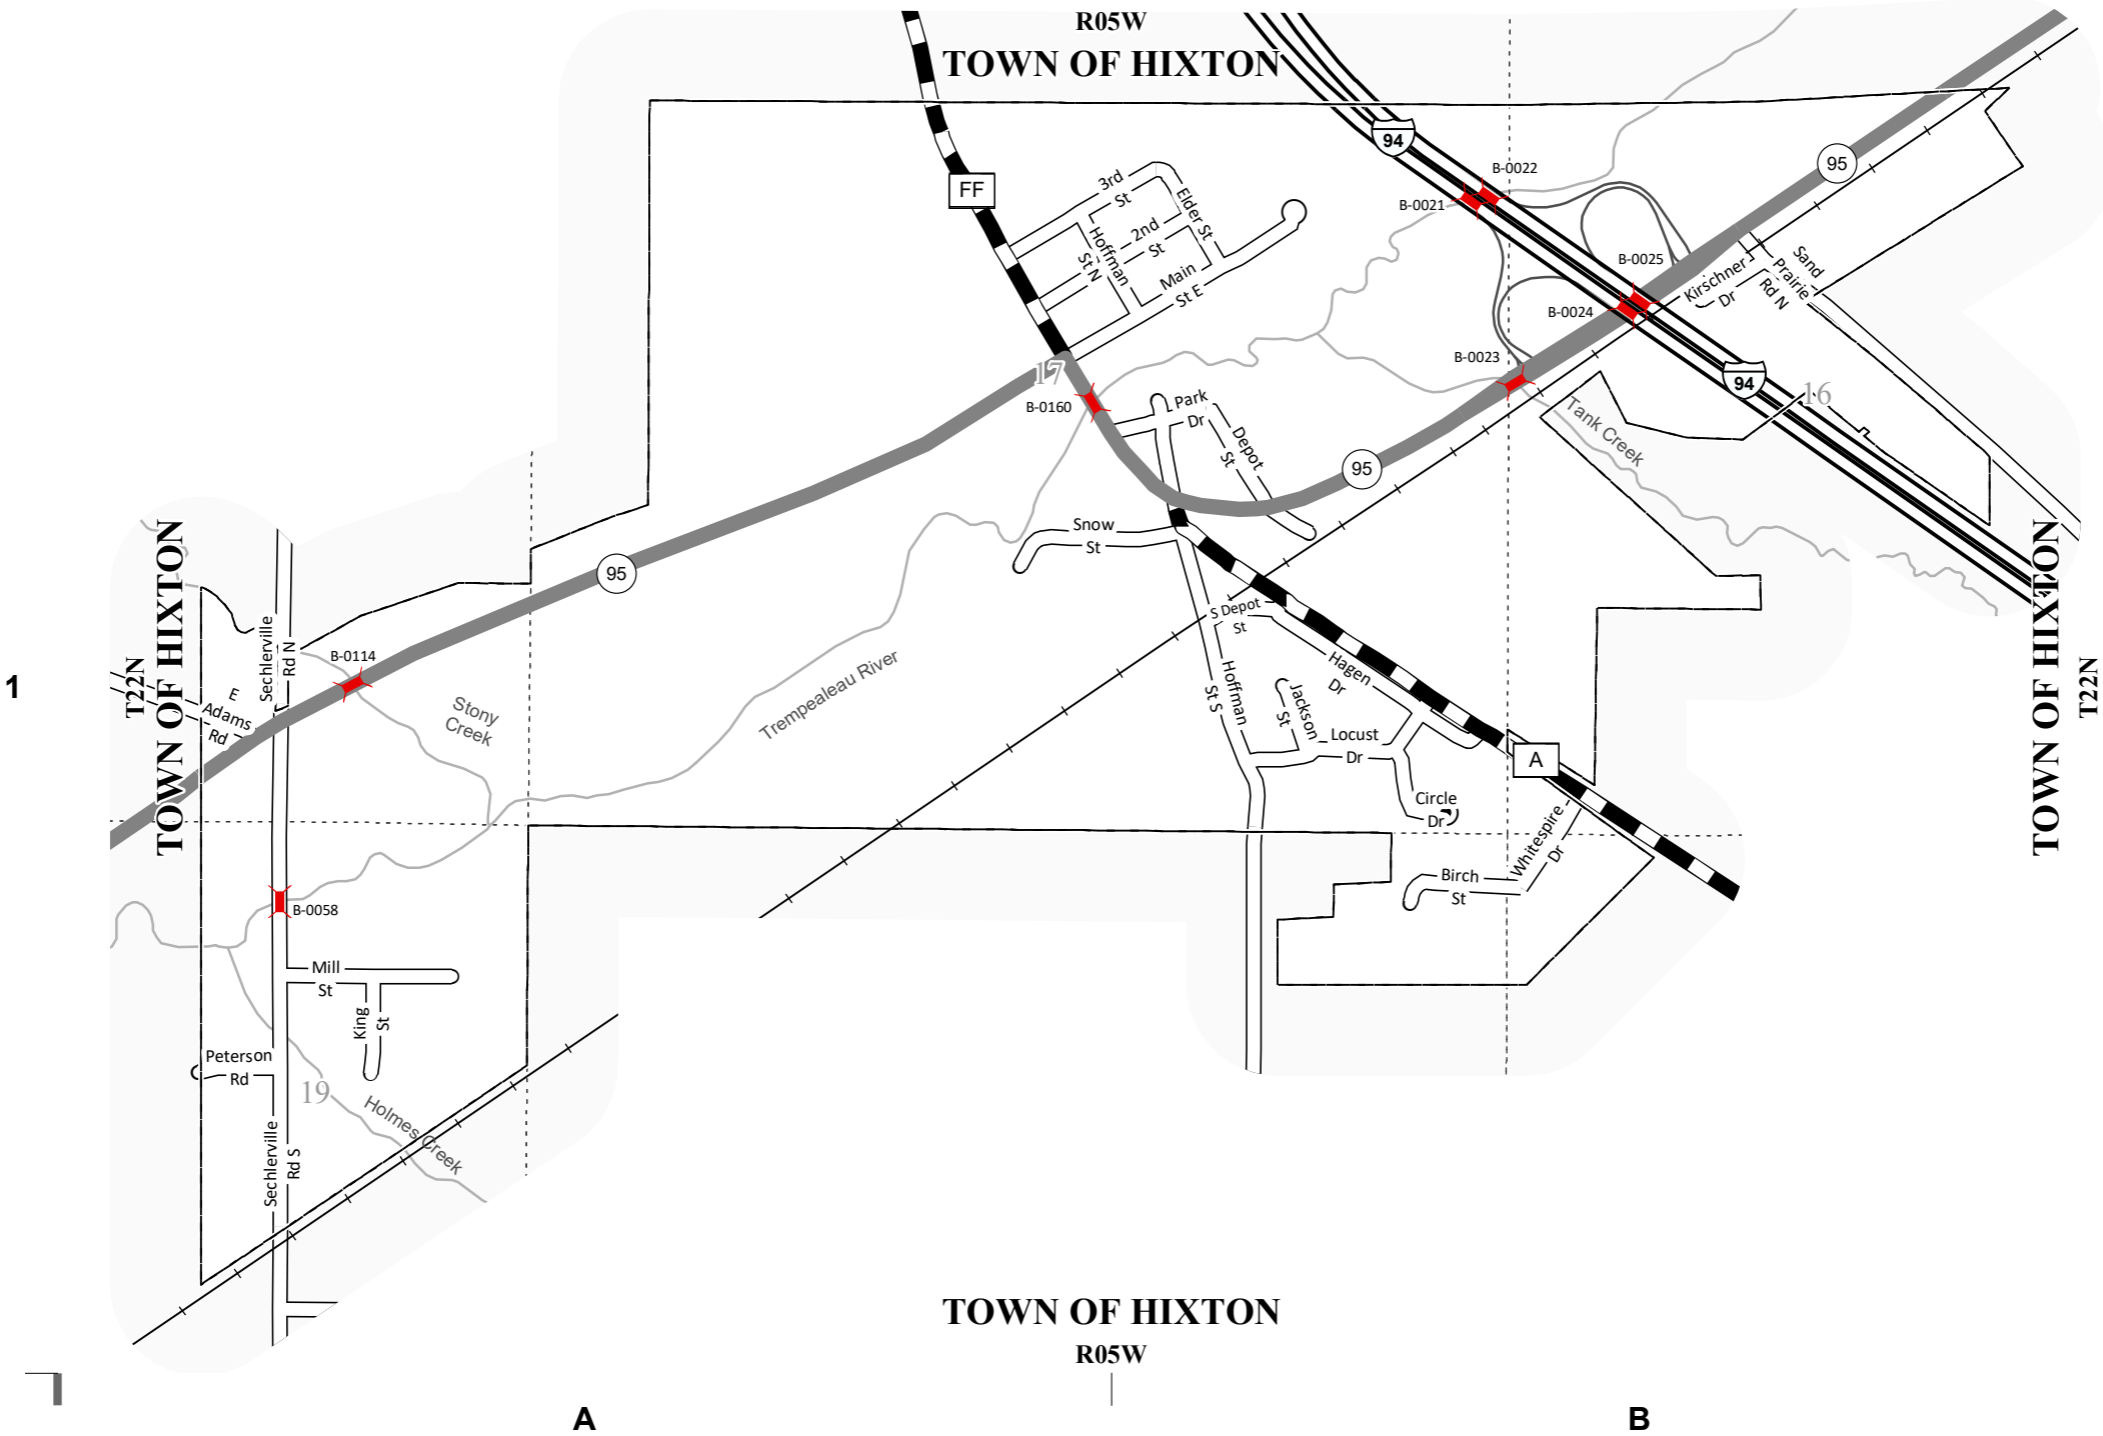 R05W
TOWN OF HIXTON
94
B-0022
B-0021
95
FF
3rd
St
Elder St
2nd
St
Hoffman
St N
Main
St E
B-0025
B-0024
Kirschner
Dr
Sand
Prairie
Rd N
B-0023
94
16
17
B-0160
Park
Dr
Depot
St
Tank Creek
95
Snow
St
95
TOWN OF HIXTON
T22N
Sechlerville
Rd N
B-0114
E
Adams
Rd
Stony
Creek
Trempealeau River
S Depot
St
Hoffman
St S
Hagen
Dr
Jackson
St
Locust
Dr
Circle
Dr
A
Whitespire
Dr
Birch
St
TOWN OF HIXTON
T22N
1
B-0058
Mill
St
King
St
Peterson
Rd
19
Holmes Creek
Sechlerville
Rd S
TOWN OF HIXTON
R05W
A
B